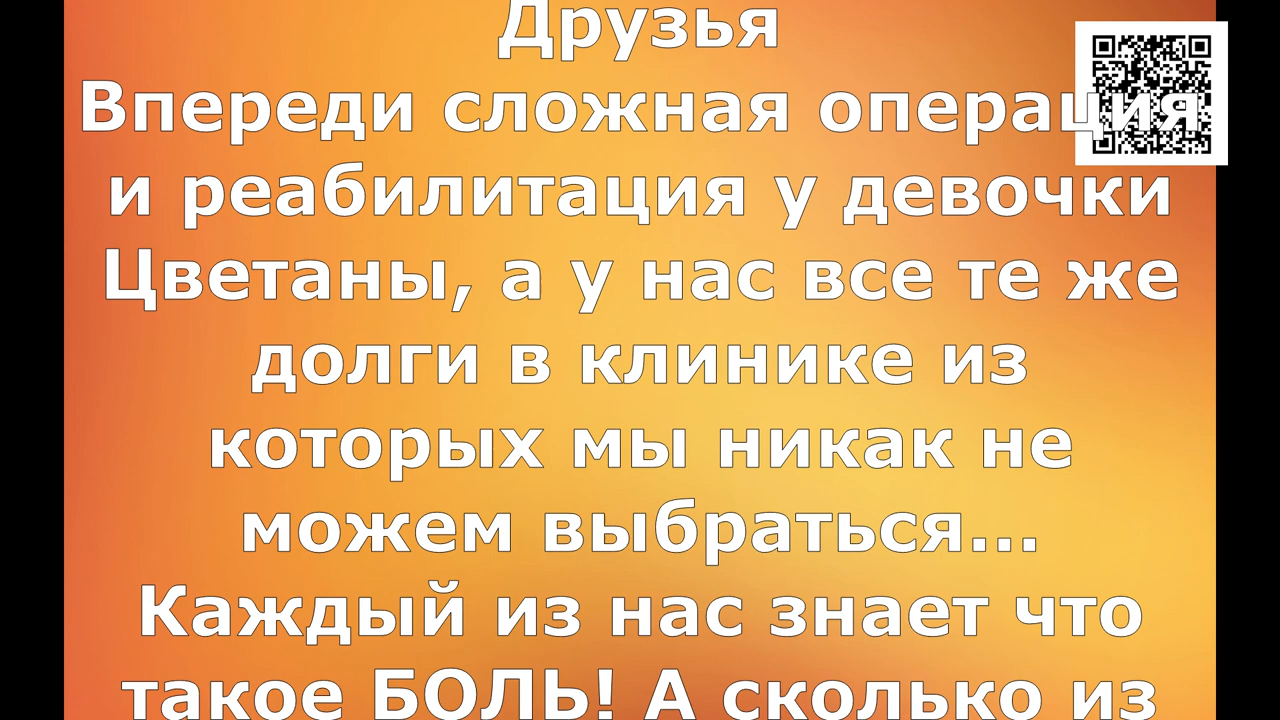 Друзья
Впереди сложная операция
и реабилитация у девочки
Цветаны, а у нас все те же
долги в клинике из
которых мы никак не
можем выбраться...
Каждый из нас знает что
такое БОЛЬ! А сколько из